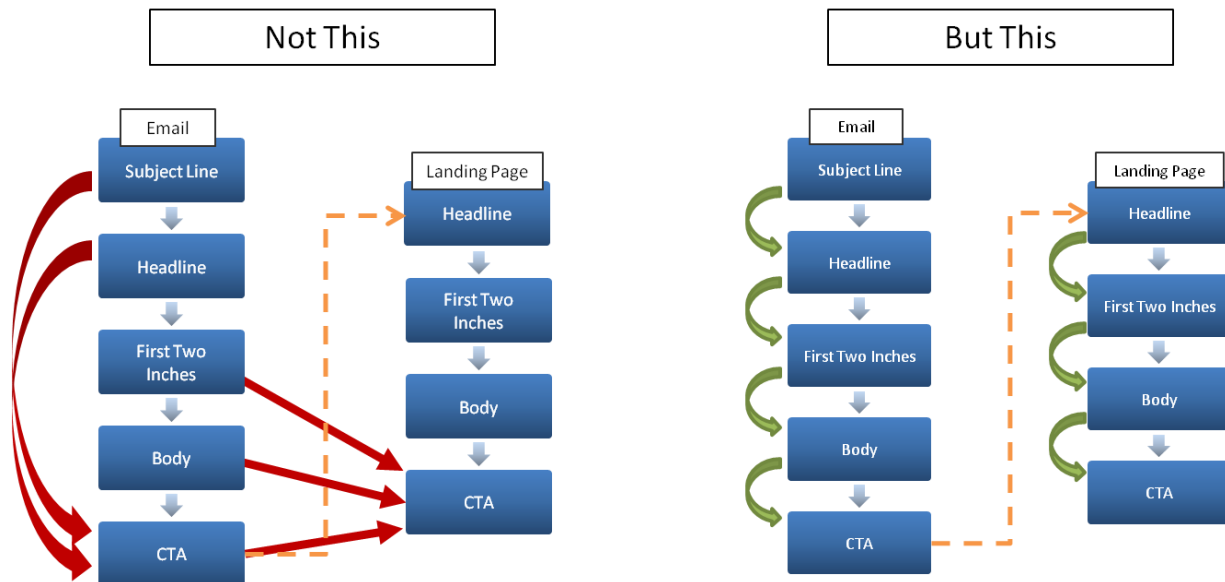 Not This
Email
Subject Line
Headline
First Two
Inches
Body
CTA
Landing Page
Headline
First Two
Inches
Body
CTA
But This
Email
Subject Line
Headline
First Two Inches
Body
CTA
Landing Page
Headline
First Two Inches
Body
CTA